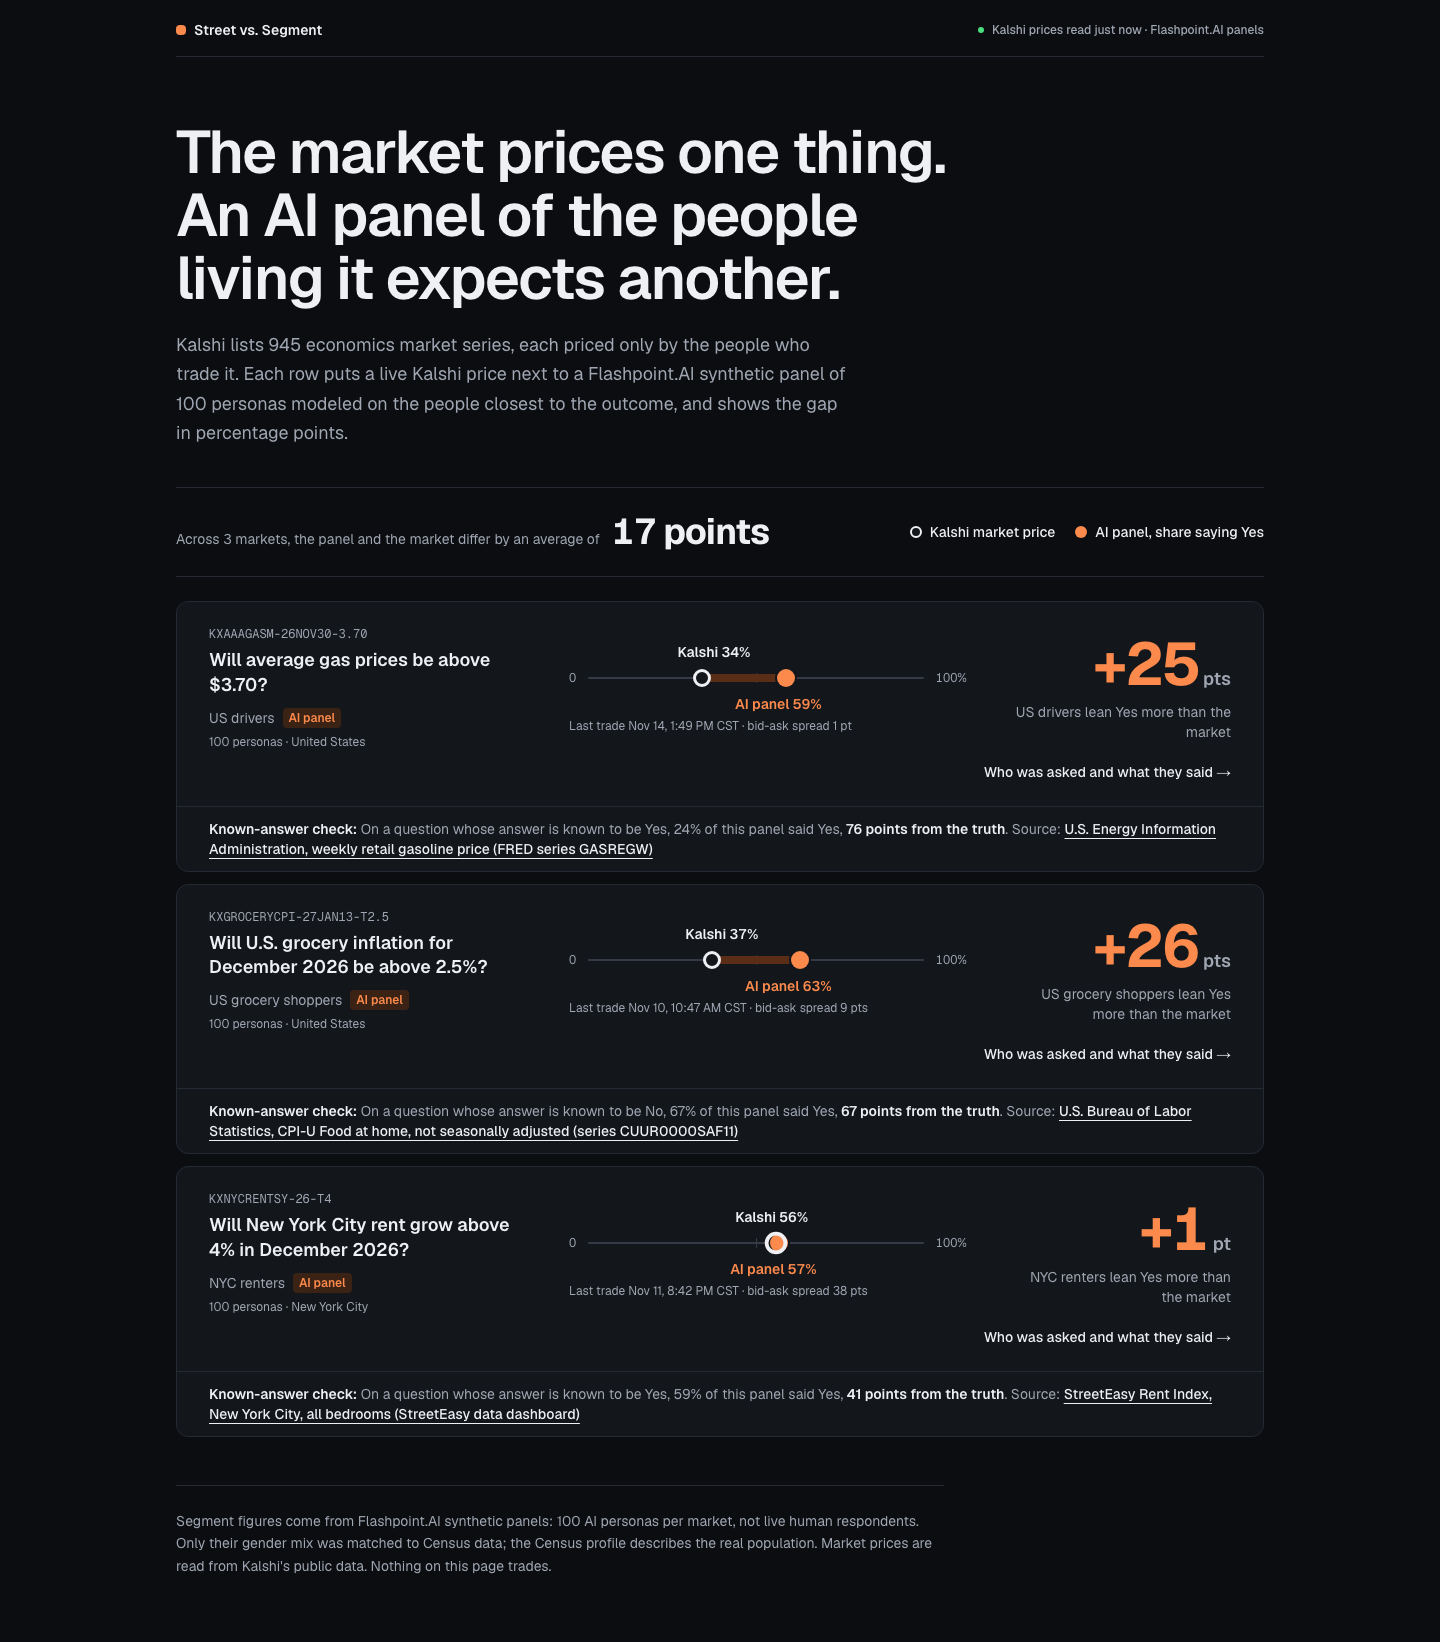 Street vs. Segment
Kalshi prices read just now · Flashpoint.AI panels
The market prices one thing.
An AI panel of the people
living it expects another.
Kalshi lists 945 economics market series, each priced only by the people who
trade it. Each row puts a live Kalshi price next to a Flashpoint.AI synthetic panel of
100 personas modeled on the people closest to the outcome, and shows the gap
in percentage points.
Across 3 markets, the panel and the market differ by an average of 17 points
Kalshi market price
AI panel, share saying Yes
KXAAAGASM-26NOV30-3.70
Will average gas prices be above
$3.70?
US drivers AI panel
100 personas · United States
Kalshi 34%
0
100%
AI panel 59%
Last trade Nov 14, 1:49 PM CST · bid-ask spread 1 pt
+25 pts
US drivers lean Yes more than the
market
Who was asked and what they said →
Known-answer check: On a question whose answer is known to be Yes, 24% of this panel said Yes, 76 points from the truth. Source: U.S. Energy Information
Administration, weekly retail gasoline price (FRED series GASREGW)
KXGROCERYCPI-27JAN13-T2.5
Will U.S. grocery inflation for
December 2026 be above 2.5%?
US grocery shoppers AI panel
100 personas · United States
Kalshi 37%
0
100%
AI panel 63%
Last trade Nov 10, 10:47 AM CST · bid-ask spread 9 pts
+26 pts
US grocery shoppers lean Yes
more than the market
Who was asked and what they said →
Known-answer check: On a question whose answer is known to be No, 67% of this panel said Yes, 67 points from the truth. Source: U.S. Bureau of Labor
Statistics, CPI-U Food at home, not seasonally adjusted (series CUUR0000SAF11)
KXNYCRENTSY-26-T4
Will New York City rent grow above
4% in December 2026?
NYC renters AI panel
100 personas · New York City
Kalshi 56%
0
100%
AI panel 57%
Last trade Nov 11, 8:42 PM CST · bid-ask spread 38 pts
+1 pt
NYC renters lean Yes more than
the market
Who was asked and what they said →
Known-answer check: On a question whose answer is known to be Yes, 59% of this panel said Yes, 41 points from the truth. Source: StreetEasy Rent Index,
New York City, all bedrooms (StreetEasy data dashboard)
Segment figures come from Flashpoint.AI synthetic panels: 100 AI personas per market, not live human respondents.
Only their gender mix was matched to Census data; the Census profile describes the real population. Market prices are
read from Kalshi's public data. Nothing on this page trades.